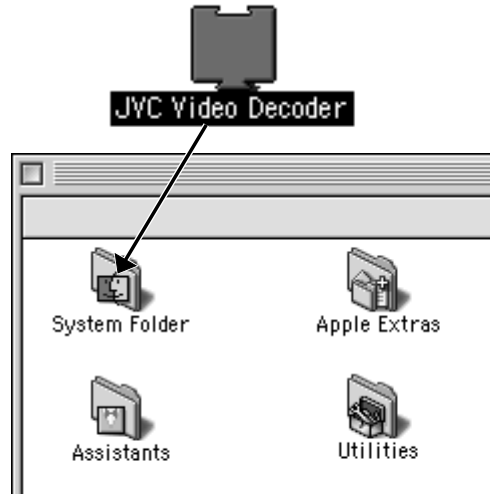 JVC Video Decoder
System Folder
Apple Extras
Assistants
Utilities